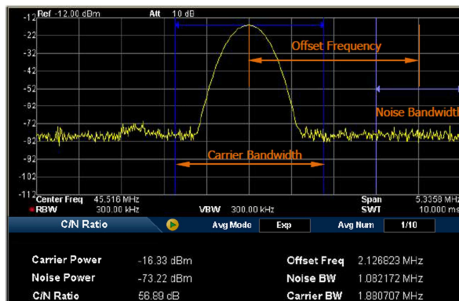 Ref -12.00 dBm Att 10 dB
-12
-22
-32
-42
-52
-62
-72
-82
-92
-102
-112
Offset Frequency
Noise Bandwidth
Carrier Bandwidth
Center Freq 45.516 MHz Span 5.3358 MHz
RBW 300.00 kHz VBW 300.00 kHz SWT 10.000 ms
C/N Ratio Avg Mode Exp Avg Num 1/10
Carrier Power -16.33 dBm Offset Freq 2.126823 MHz
Noise Power -73.22 dBm Noise BW 1.082172 MHz
C/N Ratio 56.89 dB Carrier BW 1.880707 MHz